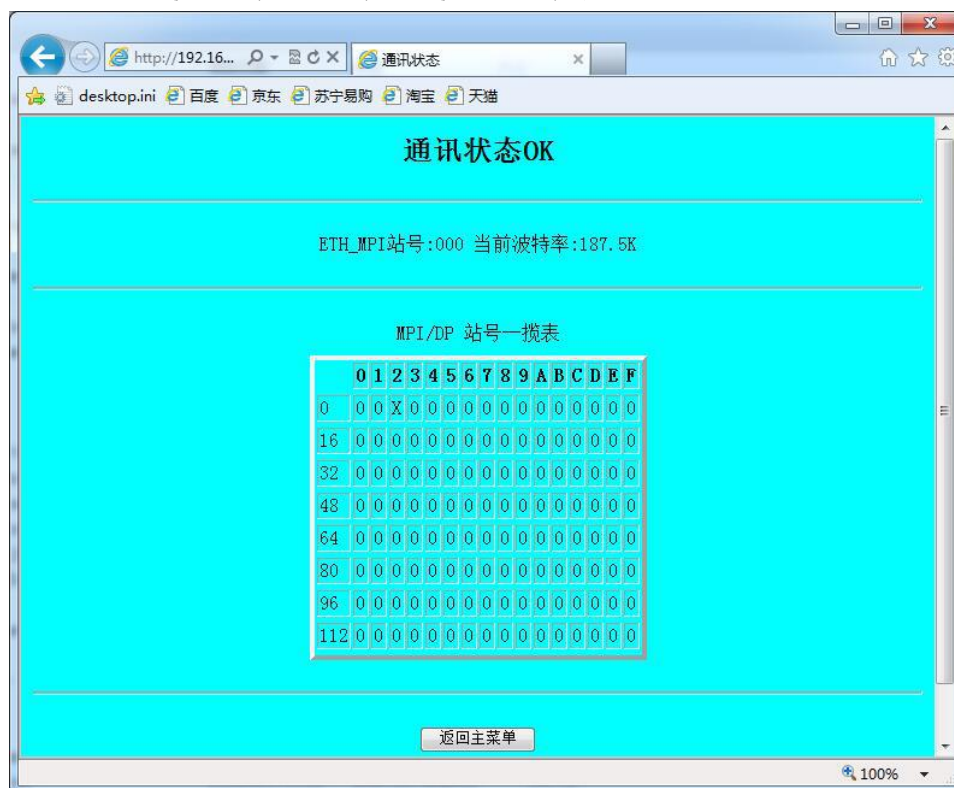 http://192.16... 通讯状态
desktop.ini 百度 京东 苏宁易购 淘宝 天猫
通讯状态OK
ETH_MPI站号:000 当前波特率:187.5K
MPI/DP 站号一揽表
0 1 2 3 4 5 6 7 8 9 A B C D E F
0 0 0 X 0 0 0 0 0 0 0 0 0 0 0 0 0
16 0 0 0 0 0 0 0 0 0 0 0 0 0 0 0 0
32 0 0 0 0 0 0 0 0 0 0 0 0 0 0 0 0
48 0 0 0 0 0 0 0 0 0 0 0 0 0 0 0 0
64 0 0 0 0 0 0 0 0 0 0 0 0 0 0 0 0
80 0 0 0 0 0 0 0 0 0 0 0 0 0 0 0 0
96 0 0 0 0 0 0 0 0 0 0 0 0 0 0 0 0
112 0 0 0 0 0 0 0 0 0 0 0 0 0 0 0 0
返回主菜单
100%